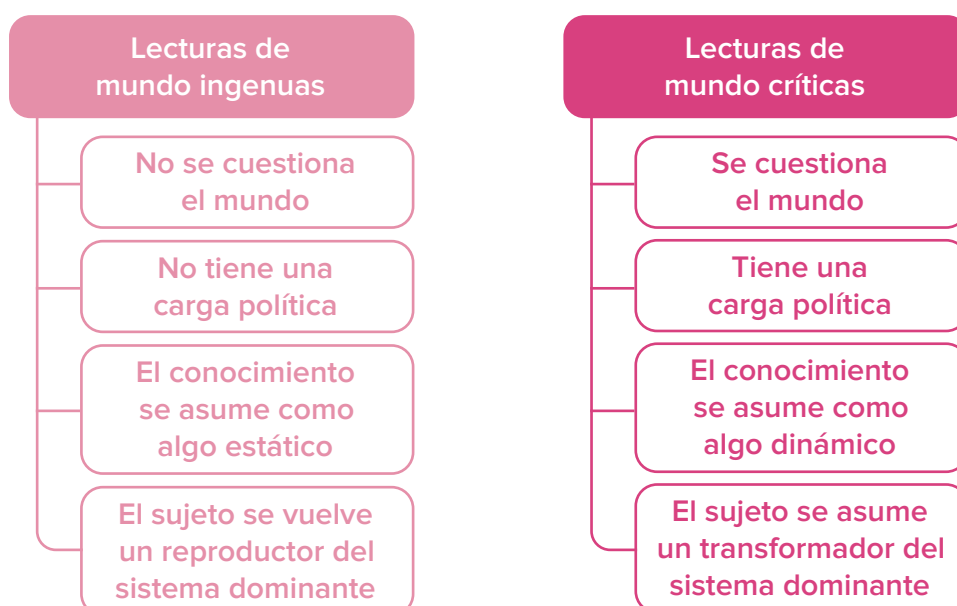 Lecturas de
mundo ingenuas
No se cuestiona
el mundo
No tiene una
carga política
El conocimiento
se asume como
algo estático
El sujeto se vuelve
un reproductor del
sistema dominante
Lecturas de
mundo críticas
Se cuestiona
el mundo
Tiene una
carga política
El conocimiento
se asume como
algo dinámico
El sujeto se asume
un transformador del
sistema dominante